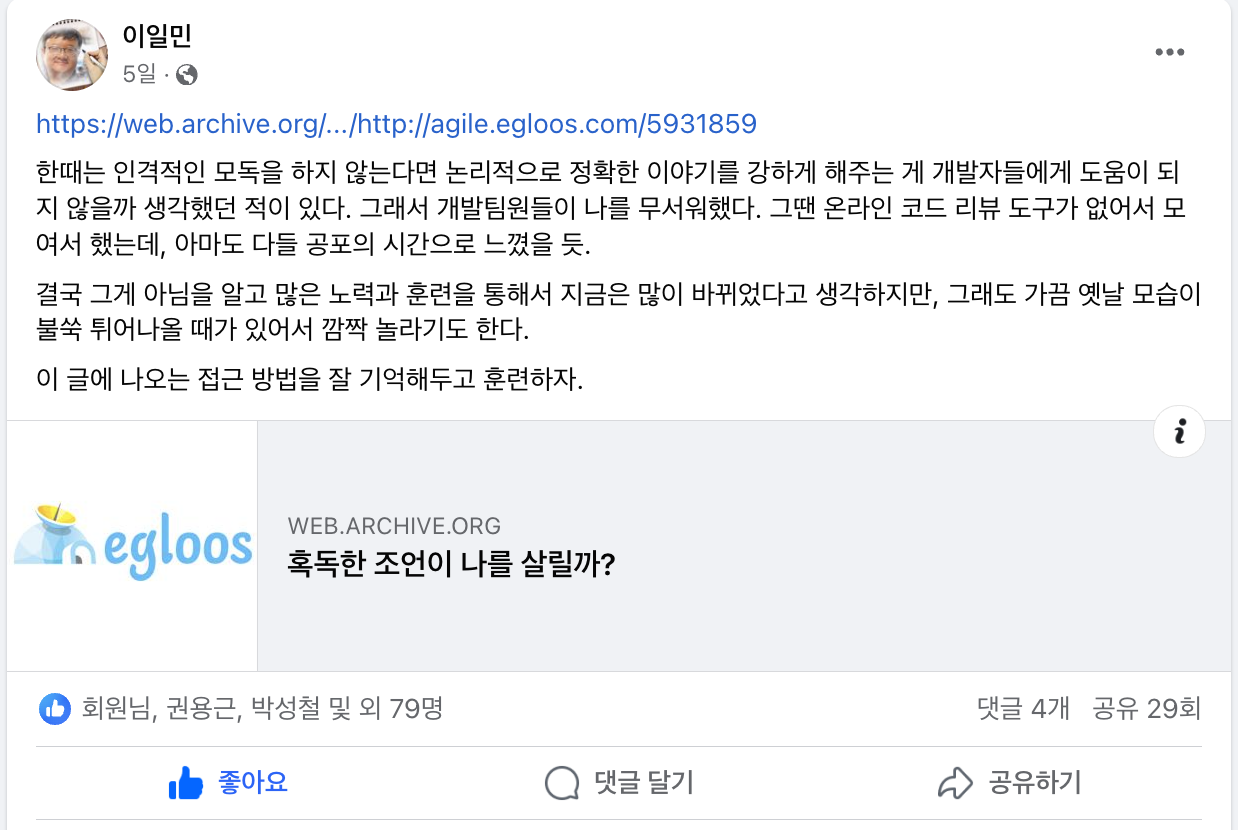 이일민
5일 ·
https://web.archive.org/.../http://agile.egloos.com/5931859
한때는 인격적인 모독을 하지 않는다면 논리적으로 정확한 이야기를 강하게 해주는 게 개발자들에게 도움이 되
지 않을까 생각했던 적이 있다. 그래서 개발팀원들이 나를 무서워했다. 그땐 온라인 코드 리뷰 도구가 없어서 모
여서 했는데, 아마도 다들 공포의 시간으로 느꼈을 듯.
결국 그게 아님을 알고 많은 노력과 훈련을 통해서 지금은 많이 바뀌었다고 생각하지만, 그래도 가끔 옛날 모습이
불쑥 튀어나올 때가 있어서 깜짝 놀라기도 한다.
이 글에 나오는 접근 방법을 잘 기억해두고 훈련하자.
egloos
WEB.ARCHIVE.ORG
혹독한 조언이 나를 살릴까?
회원님, 권용근, 박성철 및 외 79명
댓글 4개 공유 29회
좋아요 댓글 달기 공유하기